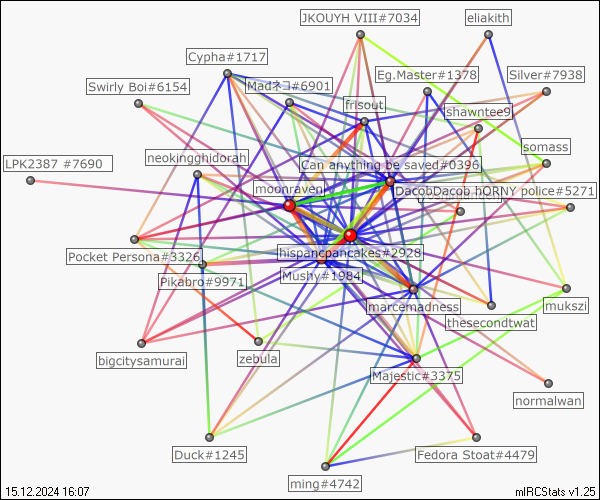 JKOUYH VIII#7034
eliakith
Cypha#1717
Eg.Master#1378
Silver#7938
Swirly Boi#6154
Madネコ#6901
frisout
shawntee9
somass
neokingghidorah
LPK2387 #7690
Can anything be saved#0396
moonraven
DacobDacob hORNY police#5271
hispancpancakes#2928
Pocket Persona#3326
Mushy#1984
Pikabro#9971
marcemadness
mukszi
thesecondtwat
bigcitysamurai
zebula
Majestic#3375
normalwan
Duck#1245
Fedora Stoat#4479
ming#4742
15.12.2024 16:07
mIRCStats v1.25